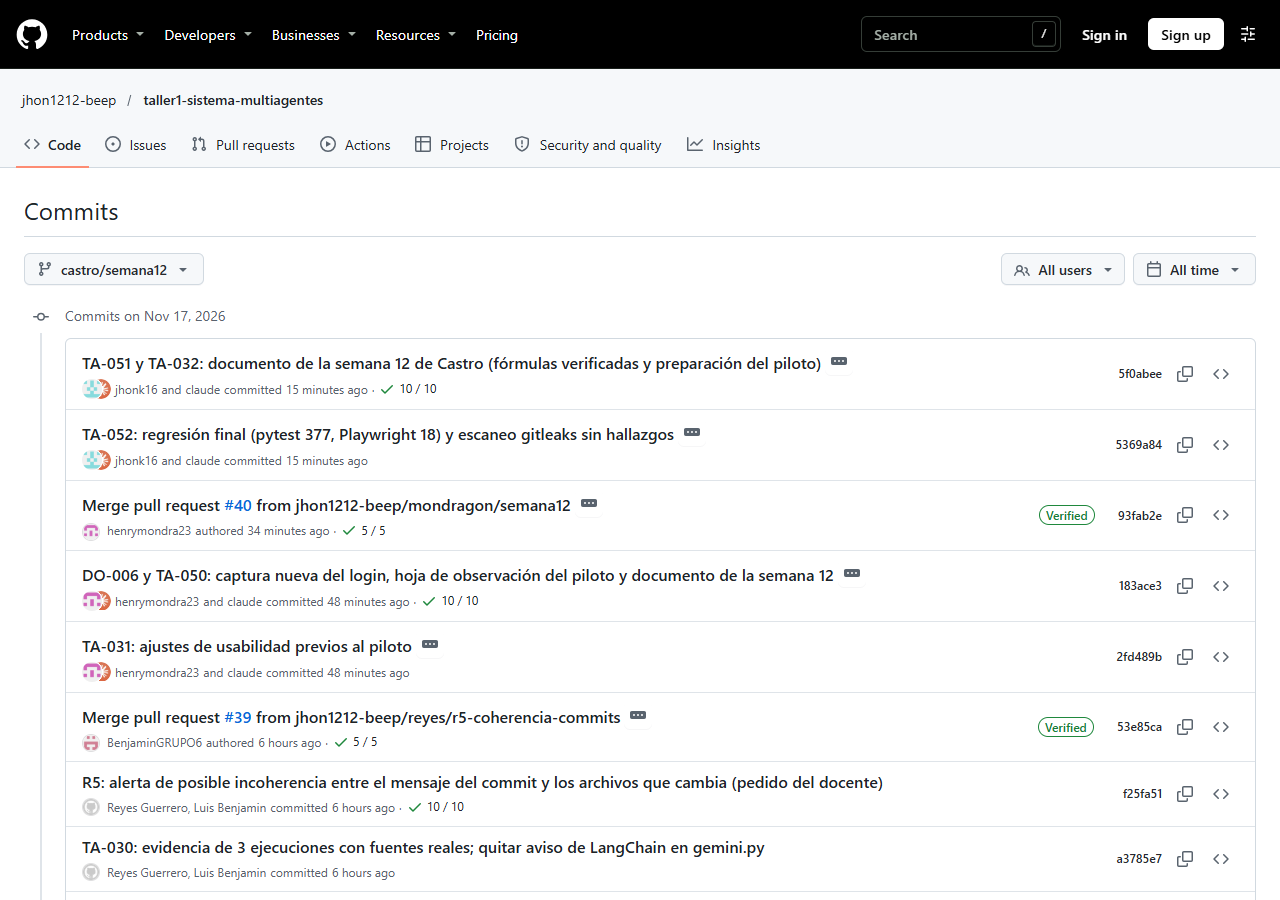 Products Developers Businesses Resources Pricing Search / Sign in Sign up
jhon1212-beep / taller1-sistema-multiagentes
Code Issues Pull requests Actions Projects Security and quality Insights
Commits
castro/semana12 All users All time
Commits on Nov 17, 2026
TA-051 y TA-032: documento de la semana 12 de Castro (fórmulas verificadas y preparación del piloto)
jhonk16 and claude committed 15 minutes ago · 10 / 10
5f0abee
TA-052: regresión final (pytest 377, Playwright 18) y escaneo gitleaks sin hallazgos
jhonk16 and claude committed 15 minutes ago
5369a84
Merge pull request #40 from jhon1212-beep/mondragon/semana12
henrymondra23 authored 34 minutes ago · 5 / 5
Verified 93fab2e
DO-006 y TA-050: captura nueva del login, hoja de observación del piloto y documento de la semana 12
henrymondra23 and claude committed 48 minutes ago · 10 / 10
183ace3
TA-031: ajustes de usabilidad previos al piloto
henrymondra23 and claude committed 48 minutes ago
2fd489b
Merge pull request #39 from jhon1212-beep/reyes/r5-coherencia-commits
BenjaminGRUPO6 authored 6 hours ago · 5 / 5
Verified 53e85ca
R5: alerta de posible incoherencia entre el mensaje del commit y los archivos que cambia (pedido del docente)
Reyes Guerrero, Luis Benjamin committed 6 hours ago · 10 / 10
f25fa51
TA-030: evidencia de 3 ejecuciones con fuentes reales; quitar aviso de LangChain en gemini.py
Reyes Guerrero, Luis Benjamin committed 6 hours ago
a3785e7